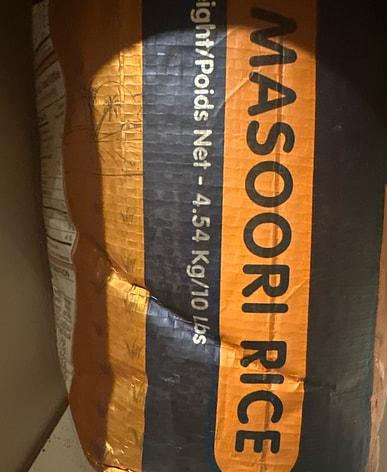 MASOORI RICE
ight/Poids Net - 4.54 Kg/10 lbs